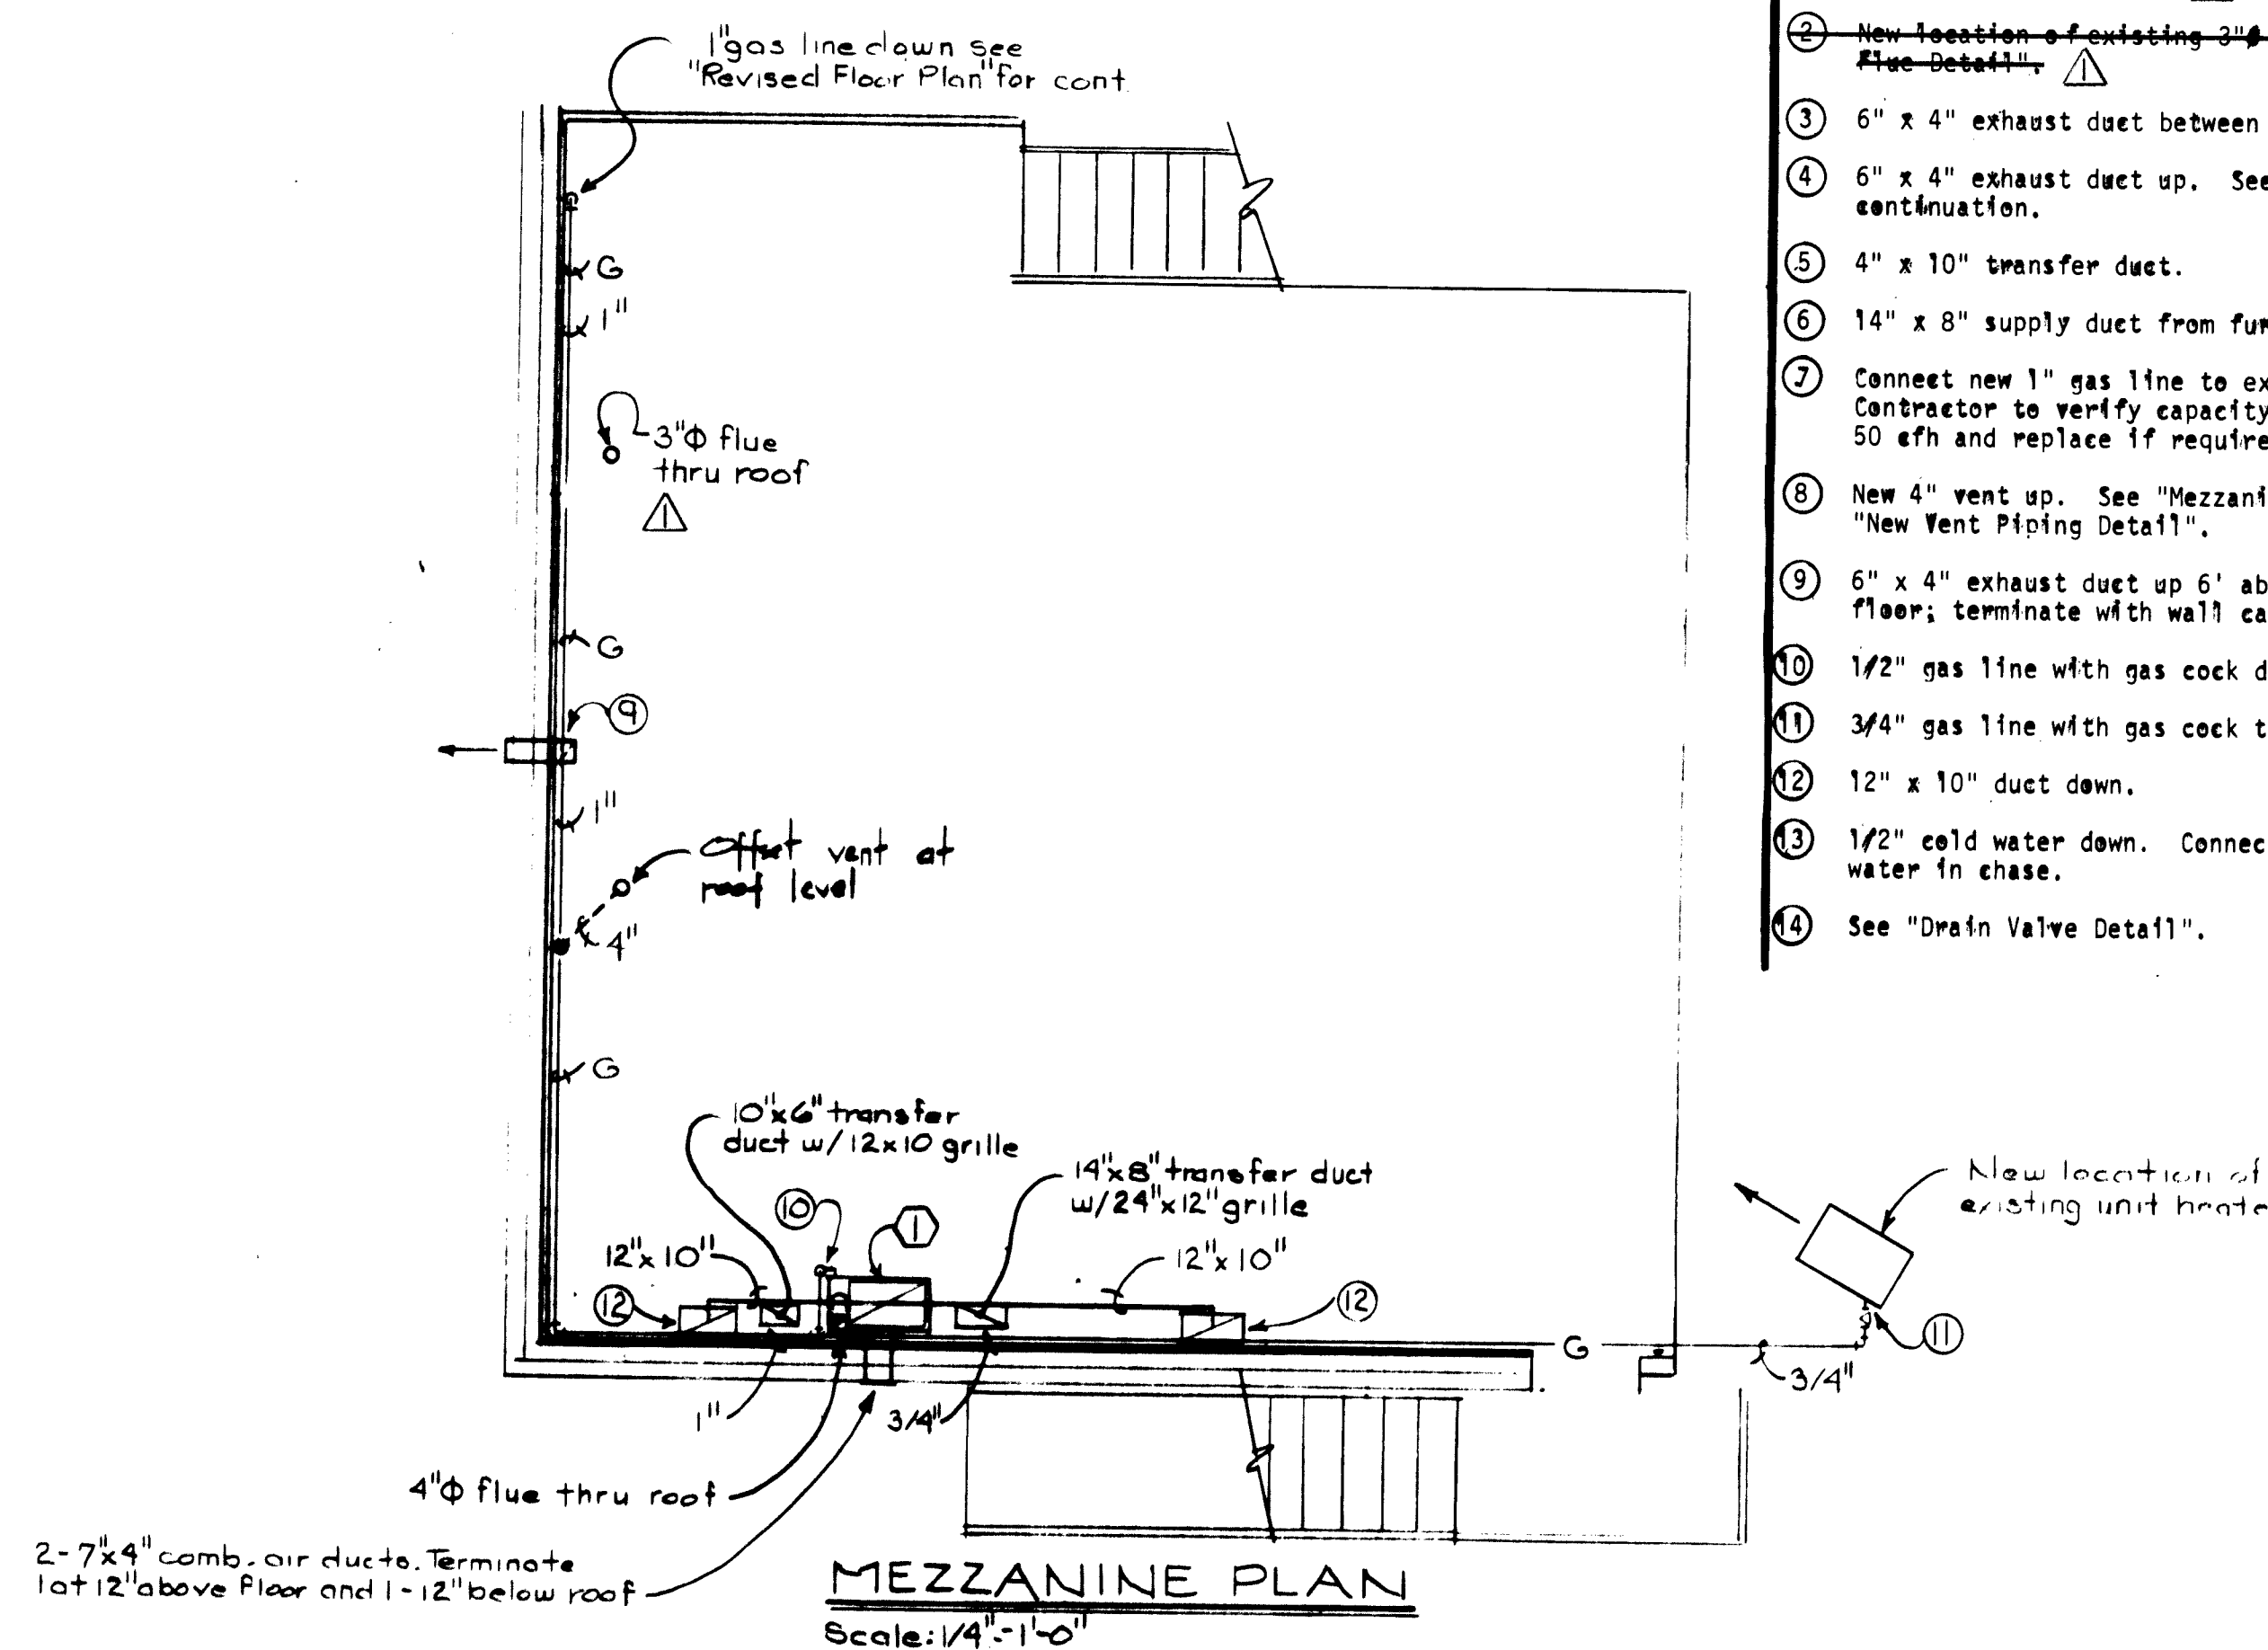 1" gas line down see
"Revised Floor Plan" for cont.
G
1"
3"Φ flue
thru roof
1
G
9
1"
Offset vent at
roof level
4"
G
10"x6" transfer
duct w/12x10 grille
14"x8" transfer duct
w/24"x12" grille
10
1
12"x10"
12"x10"
12
12
New location of
existing unit heate
11
G
3/4"
1"
3/4"
4"Φ flue thru roof
2-7"x4" comb. air ducts. Terminate
1 at 12" above floor and 1-12" below roof
MEZZANINE PLAN
Scale: 1/4"=1'-0"
2 New location of existing 3"Ø
Flue Detail". 1
3 6" x 4" exhaust duct between
4 6" x 4" exhaust duct up. See
continuation.
5 4" x 10" transfer duct.
6 14" x 8" supply duct from fur
7 Connect new 1" gas line to ex
Contractor to verify capacity
50 cfh and replace if require
8 New 4" vent up. See "Mezzani
"New Vent Piping Detail".
9 6" x 4" exhaust duct up 6' ab
floor; terminate with wall ca
10 1/2" gas line with gas cock d
11 3/4" gas line with gas cock t
12 12" x 10" duct down.
13 1/2" cold water down. Connec
water in chase.
14 See "Drain Valve Detail".